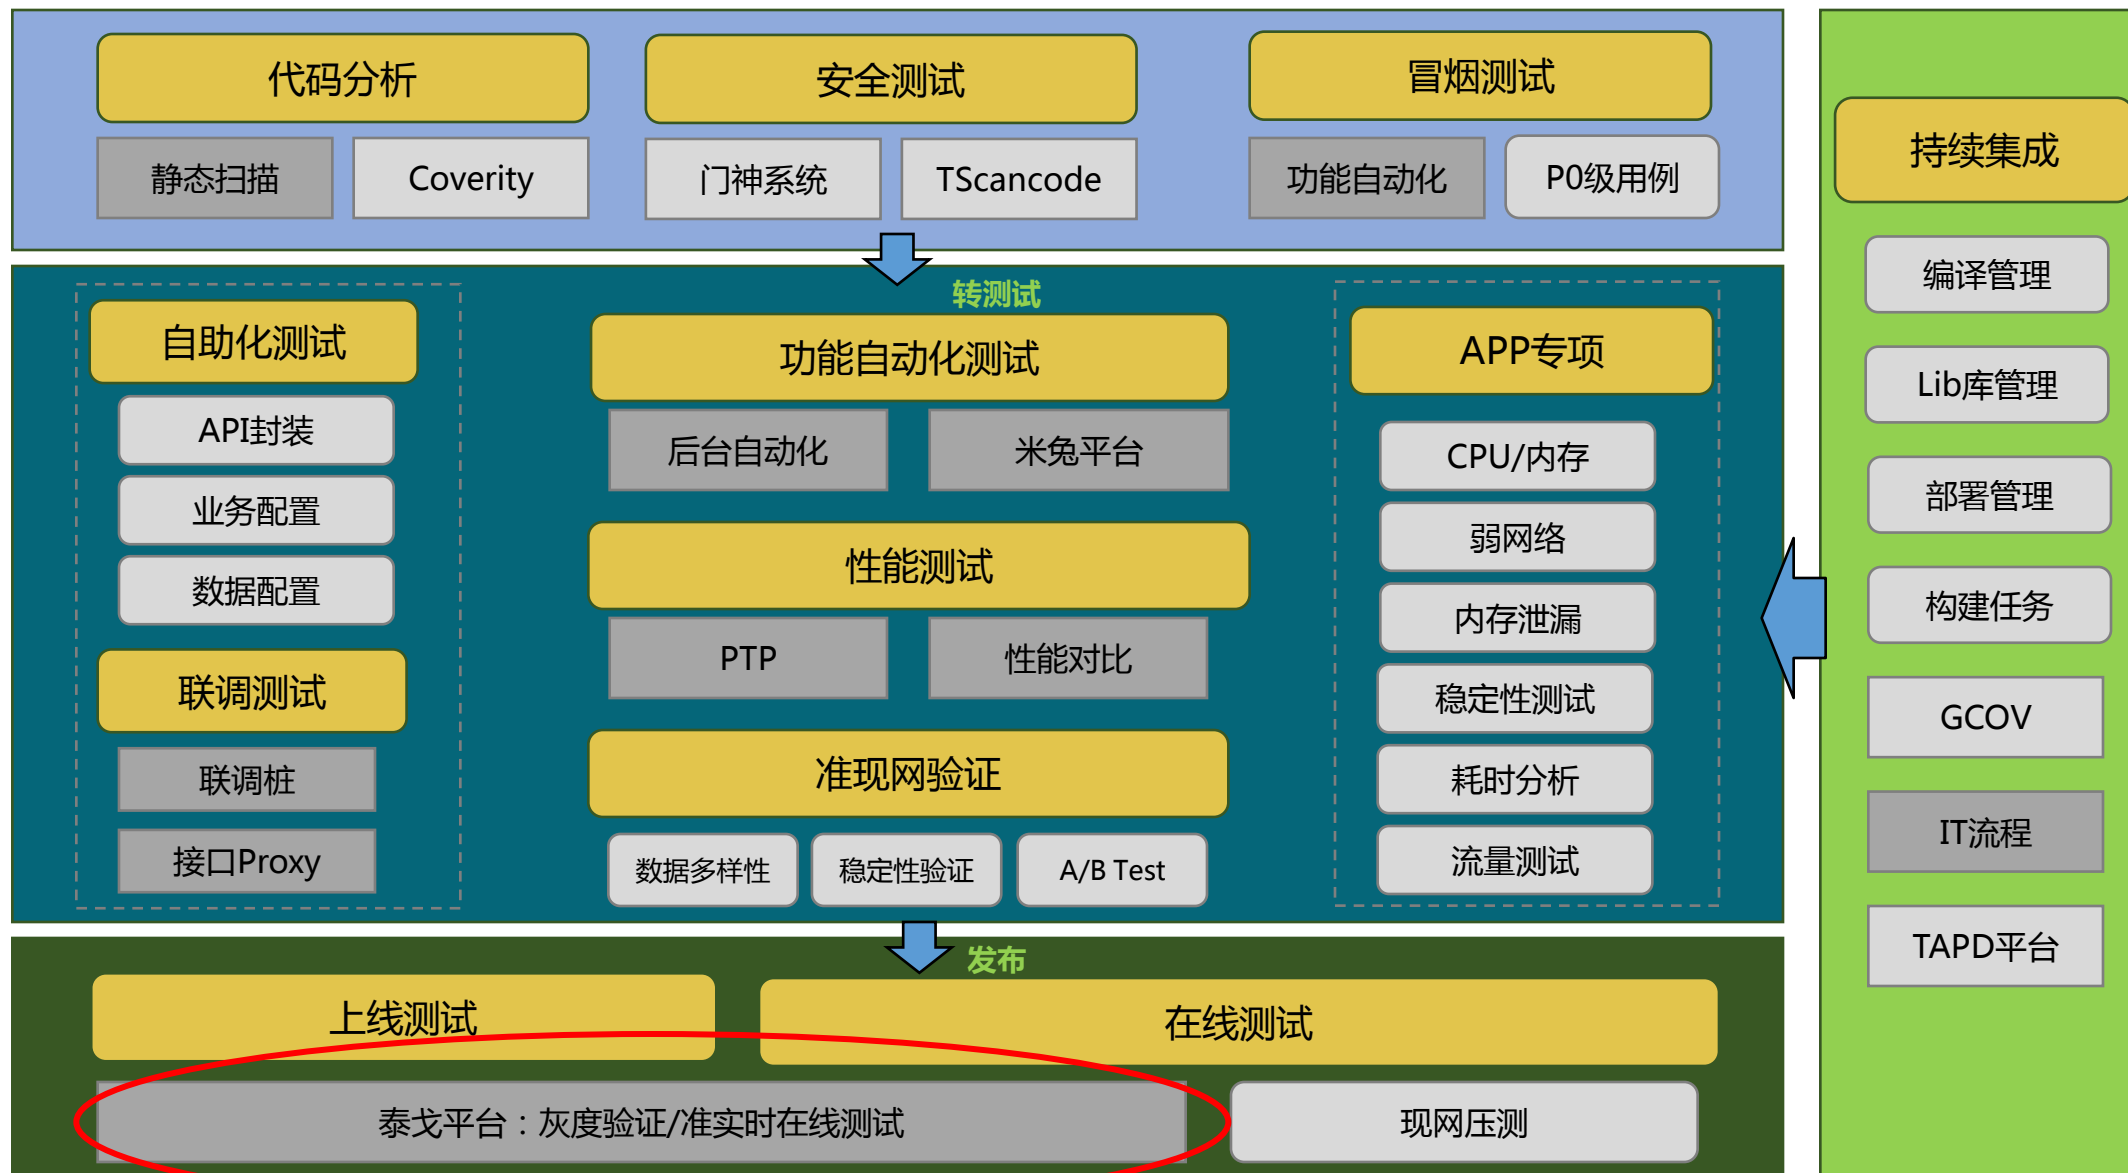 代码分析
静态扫描
Coverity
安全测试
门神系统
TScancode
冒烟测试
功能自动化
P0级用例
转测试
自助化测试
API封装
业务配置
数据配置
联调测试
联调桩
接口Proxy
功能自动化测试
后台自动化
米兔平台
性能测试
PTP
性能对比
准现网验证
数据多样性
稳定性验证
A/B Test
APP专项
CPU/内存
弱网络
内存泄漏
稳定性测试
耗时分析
流量测试
发布
上线测试
在线测试
泰戈平台：灰度验证/准实时在线测试
现网压测
持续集成
编译管理
Lib库管理
部署管理
构建任务
GCOV
IT流程
TAPD平台